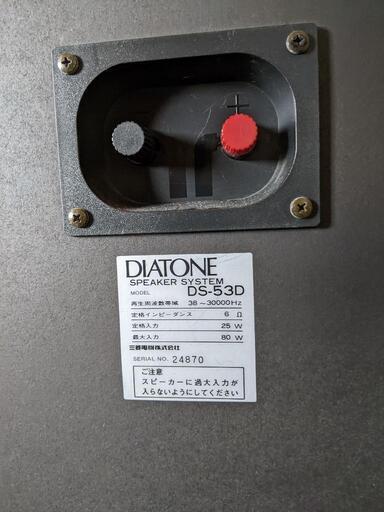 +
DIATONE
SPEAKER SYSTEM
MODEL DS-53D
再生周波数帯域 38～30000Hz
定格インピーダンス 6 Ω
定格入力 25 W
最大入力 80 W
三菱電機株式会社
SERIAL NO. 24870
ご注意
スピーカーに過大入力が
入らないようにしてください